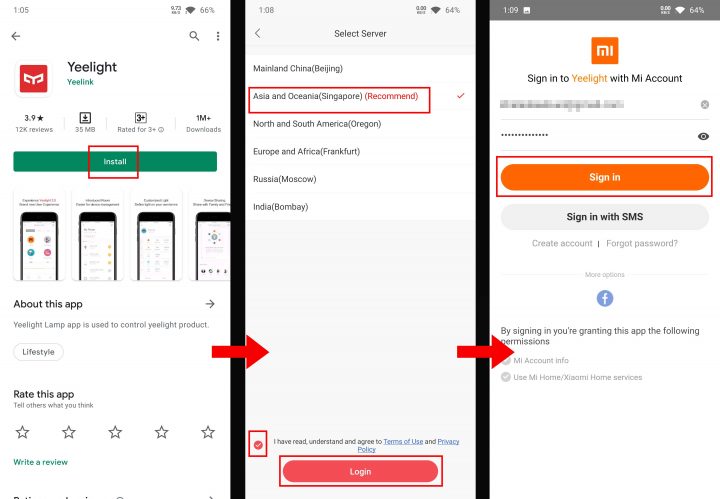 1:05
9.73
KB/S
66%
Yeelight
Yeelink
3.9★
12K reviews
35 MB
3+
Rated for 3+
1M+
Downloads
Install
About this app
Yeelight Lamp app is used to control yeelight product.
Lifestyle
Rate this app
Tell others what you think
Write a review
1:08
0.00
KB/S
64%
Select Server
Mainland China(Beijing)
Asia and Oceania(Singapore) (Recommend)
North and South America(Oregon)
Europe and Africa(Frankfurt)
Russia(Moscow)
India(Bombay)
I have read, understand and agree to Terms of Use and Privacy
Policy
Login
1:09
0.00
KB/S
64%
mi
Sign in to Yeelight with Mi Account
••••••••••••••
Sign in
Sign in with SMS
Create account | Forgot password?
More options
By signing in you're granting this app the following
permissions
Mi Account info
Use Mi Home/Xiaomi Home services